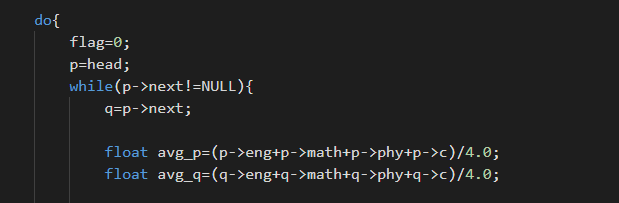 do{
flag=0;
p=head;
while(p->next!=NULL){
q=p->next;
float avg_p=(p->eng+p->math+p->phy+p->c)/4.0;
float avg_q=(q->eng+q->math+q->phy+q->c)/4.0;